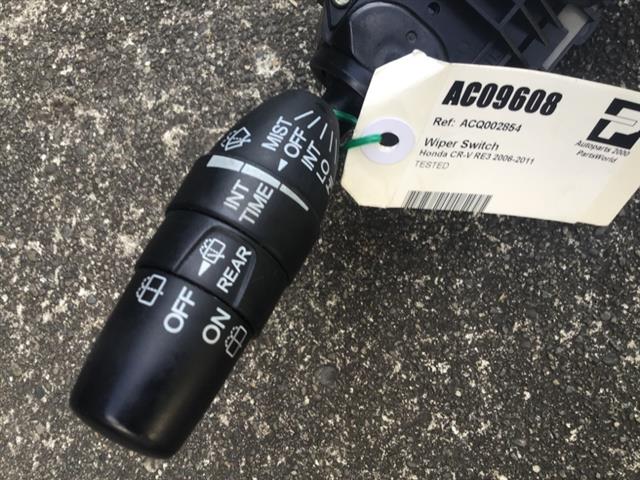 AC09608
Ref: ACQ002854
Wiper Switch
Honda CR-V RE3 2006-2011
TESTED
Autoparts 2000
PartsWorld
MIST
OFF
INT
LO
INT
TIME
REAR
OFF
ON